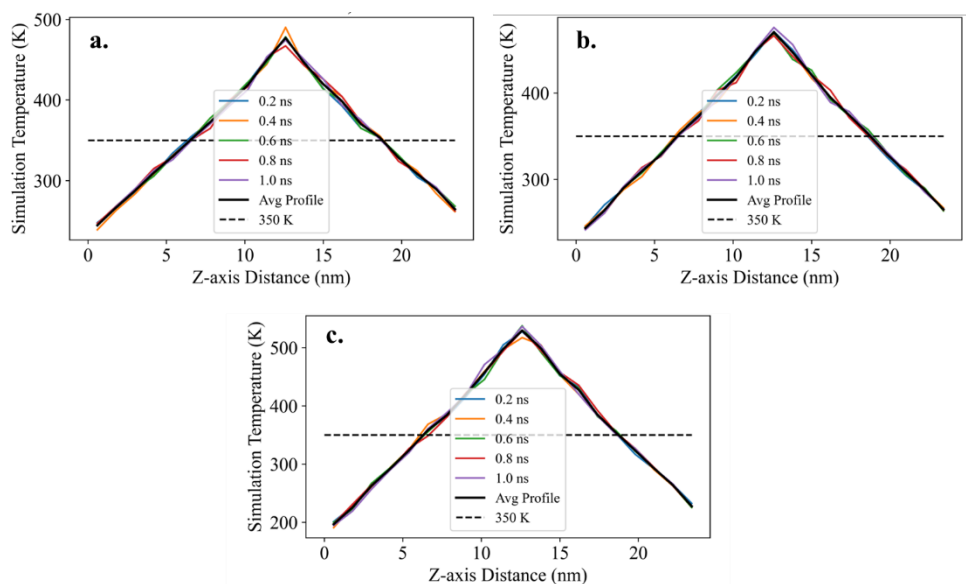 a.
Simulation Temperature (K)
500
400
300
0.2 ns
0.4 ns
0.6 ns
0.8 ns
1.0 ns
Avg Profile
350 K
0 5 10 15 20
Z-axis Distance (nm)
b.
Simulation Temperature (K)
400
300
0.2 ns
0.4 ns
0.6 ns
0.8 ns
1.0 ns
Avg Profile
350 K
0 5 10 15 20
Z-axis Distance (nm)
c.
Simulation Temperature (K)
500
400
300
200
0.2 ns
0.4 ns
0.6 ns
0.8 ns
1.0 ns
Avg Profile
350 K
0 5 10 15 20
Z-axis Distance (nm)